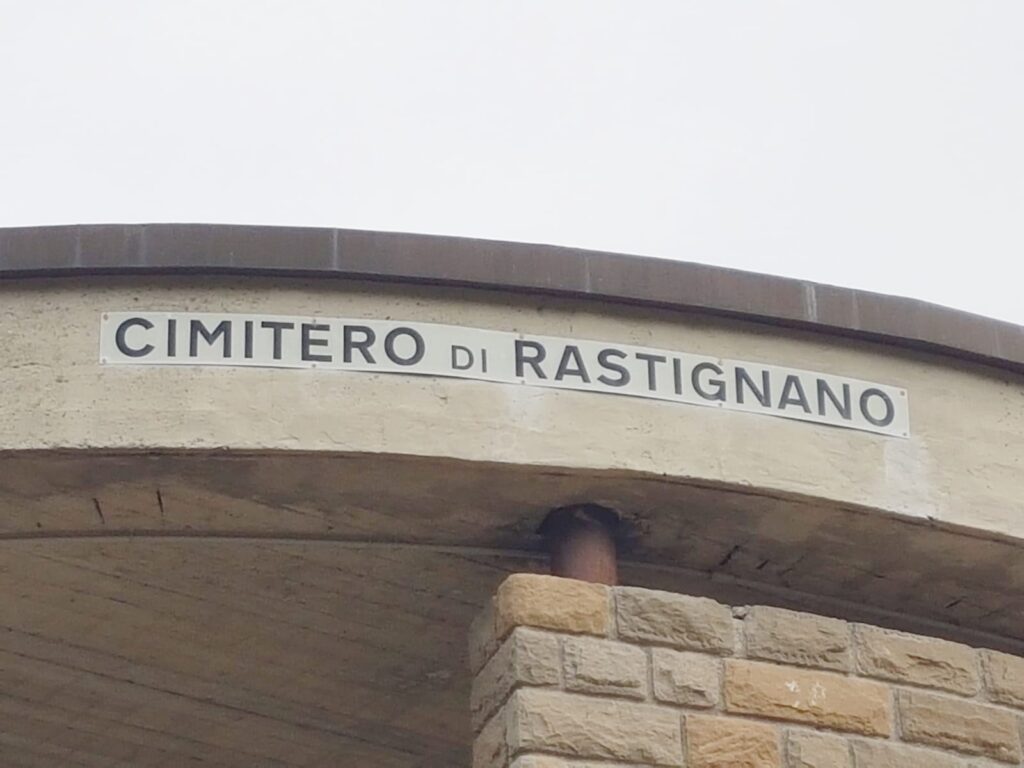 CIMITERO DI RASTIGNANO